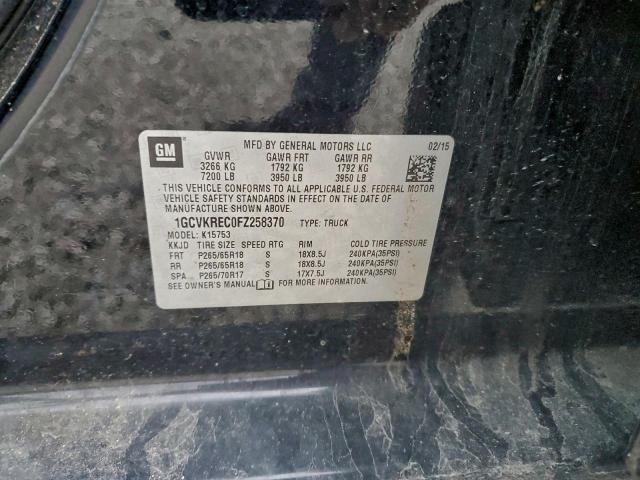 GM
MFD BY GENERAL MOTORS LLC 02/15
GVWR GAWR FRT GAWR RR
3266 KG 1792 KG 1792 KG
7200 LB 3950 LB 3950 LB
THIS VEHICLE CONFORMS TO ALL APPLICABLE U.S. FEDERAL MOTOR
VEHICLE SAFETY STANDARDS IN EFFECT ON THE DATE OF
MANUFACTURE SHOWN ABOVE.
1GCVKREC0FZ258370 TYPE: TRUCK
MODEL: K15753
KKJD TIRE SIZE SPEED RTG RIM COLD TIRE PRESSURE
FRT P265/65R18 S 18X8.5J 240KPA(35PSI)
RR P265/65R18 S 18X8.5J 240KPA(35PSI)
SPA P265/70R17 S 17X7.5J 240KPA(35PSI)
SEE OWNER'S MANUAL FOR MORE INFORMATION.